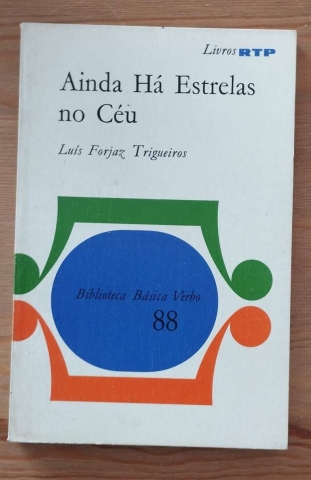 Livros RTP
Ainda Há Estrelas
no Céu
Luís Forjaz Trigueiros
Biblioteca Básica Verbo
88